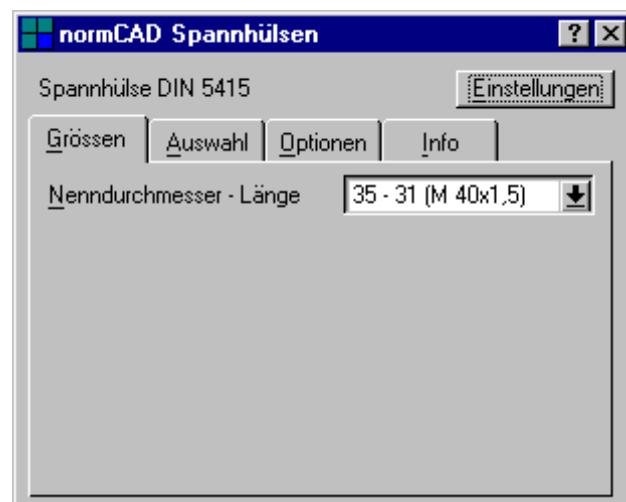 normCAD Spannhülsen ? ×
Spannhülse DIN 5415 Einstellungen
Grössen Auswahl Optionen Info
Nenndurchmesser - Länge 35 - 31 (M 40x1,5)